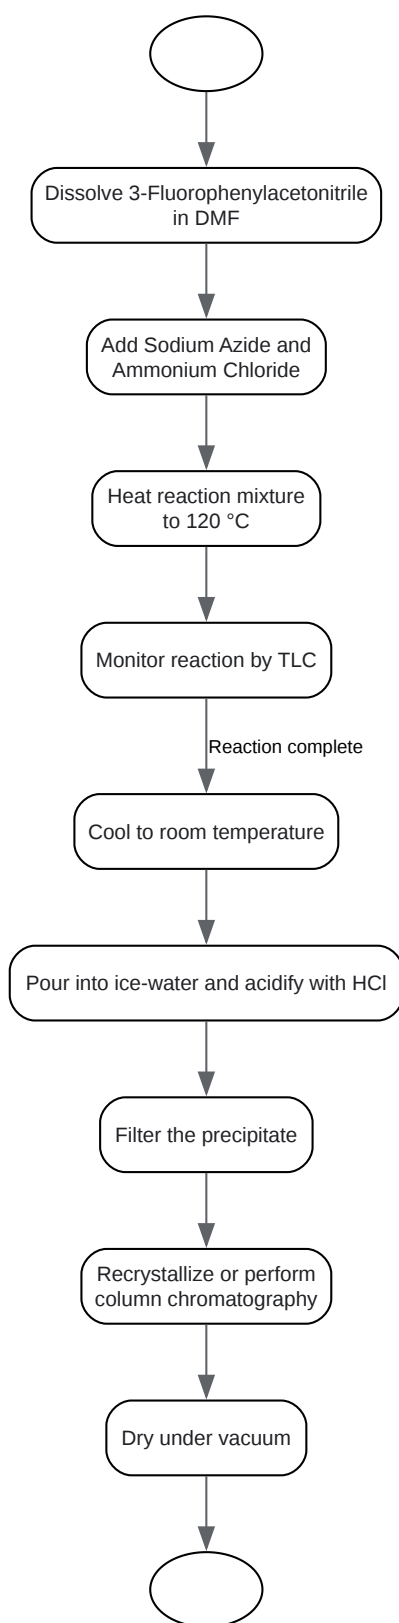 Dissolve 3-Fluorophenylacetonitrile
in DMF
Add Sodium Azide and
Ammonium Chloride
Heat reaction mixture
to 120 °C
Monitor reaction by TLC
Reaction complete
Cool to room temperature
Pour into ice-water and acidify with HCl
Filter the precipitate
Recrystallize or perform
column chromatography
Dry under vacuum